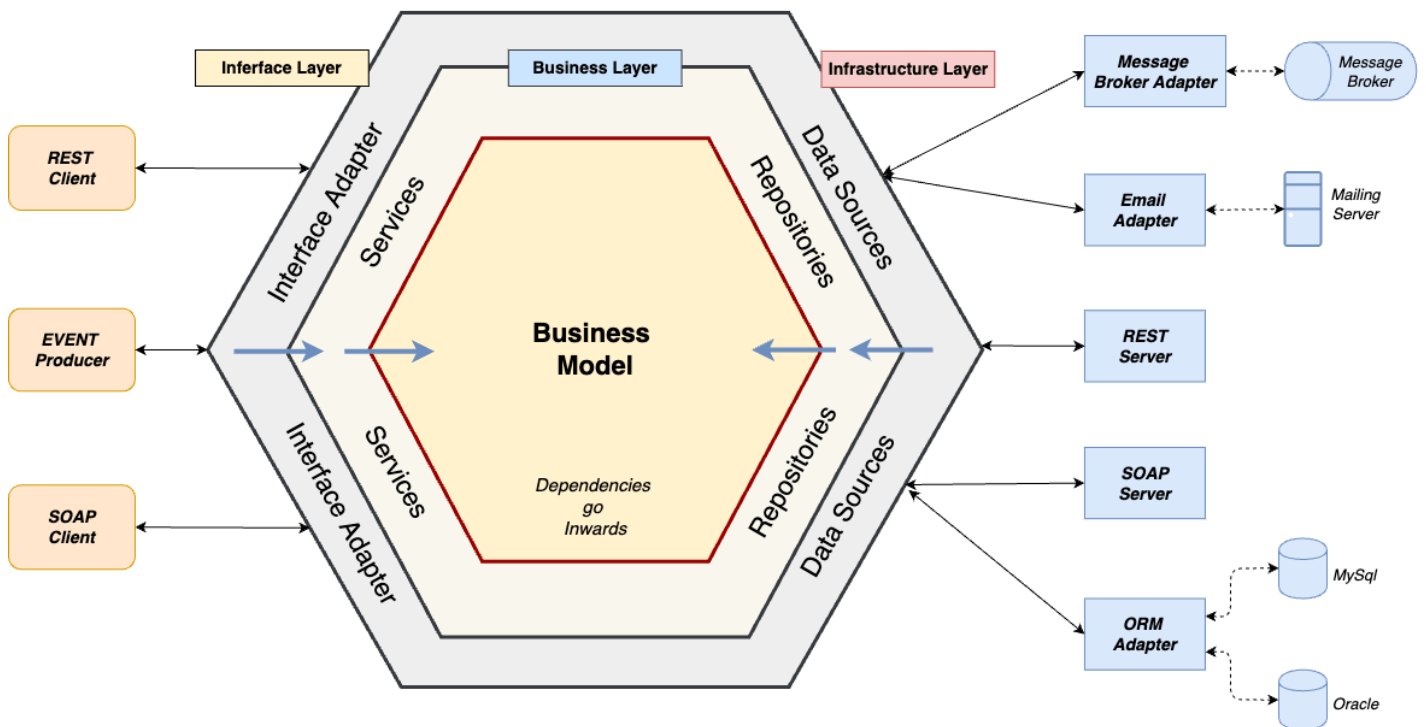 Inferface Layer
Business Layer
Infrastructure Layer
Message
Broker Adapter
Message
Broker
REST
Client
Interface Adapter
Services
Repositories
Data Sources
Email
Adapter
Mailing
Server
EVENT
Producer
Business
Model
REST
Server
SOAP
Client
Interface Adapter
Services
Dependencies
go
Inwards
Repositories
Data Sources
SOAP
Server
MySql
ORM
Adapter
Oracle